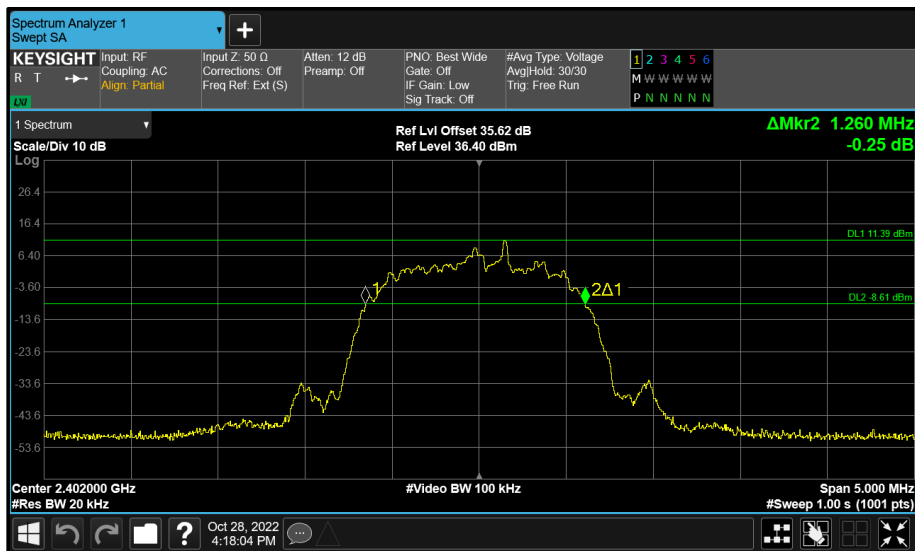 Spectrum Analyzer 1
Swept SA
KEYSIGHT
R T
LXI
Input: RF
Coupling: AC
Align: Partial
Input Z: 50 Ω
Corrections: Off
Freq Ref: Ext (S)
Atten: 12 dB
Preamp: Off
PNO: Best Wide
Gate: Off
IF Gain: Low
Sig Track: Off
#Avg Type: Voltage
Avg|Hold: 30/30
Trig: Free Run
1 2 3 4 5 6
M W W W W W
P N N N N N
1 Spectrum
Scale/Div 10 dB
Ref Lvl Offset 35.62 dB
Ref Level 36.40 dBm
ΔMkr2 1.260 MHz
-0.25 dB
Log
26.4
16.4
DL1 11.39 dBm
6.40
-3.60
1
2Δ1
DL2 -8.61 dBm
-13.6
-23.6
-33.6
-43.6
-53.6
Center 2.402000 GHz
#Video BW 100 kHz
Span 5.000 MHz
#Res BW 20 kHz
#Sweep 1.00 s (1001 pts)
?
Oct 28, 2022
4:18:04 PM